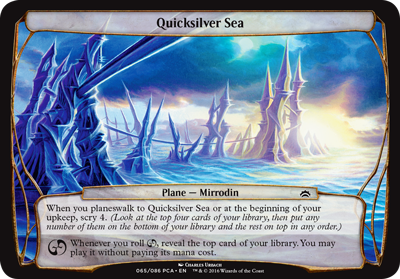 Quicksilver Sea
Plane — Mirrodin
When you planeswalk to Quicksilver Sea or at the beginning of your
upkeep, scry 4. (Look at the top four cards of your library, then put any
number of them on the bottom of your library and the rest on top in any order.)
Whenever you roll , reveal the top card of your library. You may
play it without paying its mana cost.
Charles Urbach
065/086 PCA • EN ™ & © 2016 Wizards of the Coast